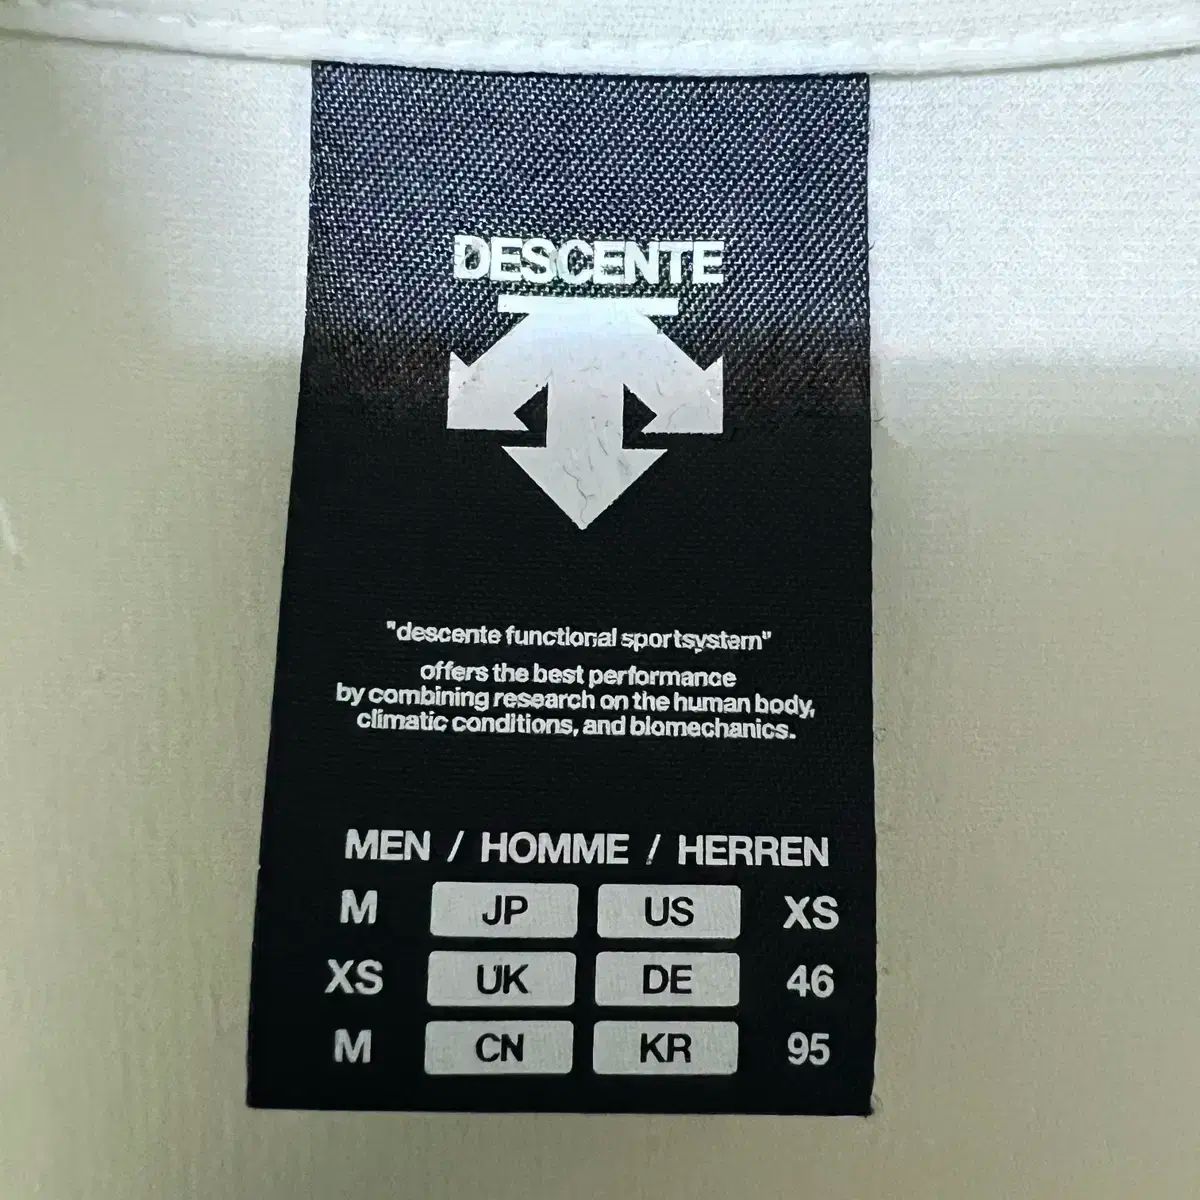 DESCENTE
"descente functional sportsystem"
offers the best performance
by combining research on the human body,
climatic conditions, and biomechanics.
MEN / HOMME / HERREN
M JP US XS
XS UK DE 46
M CN KR 95